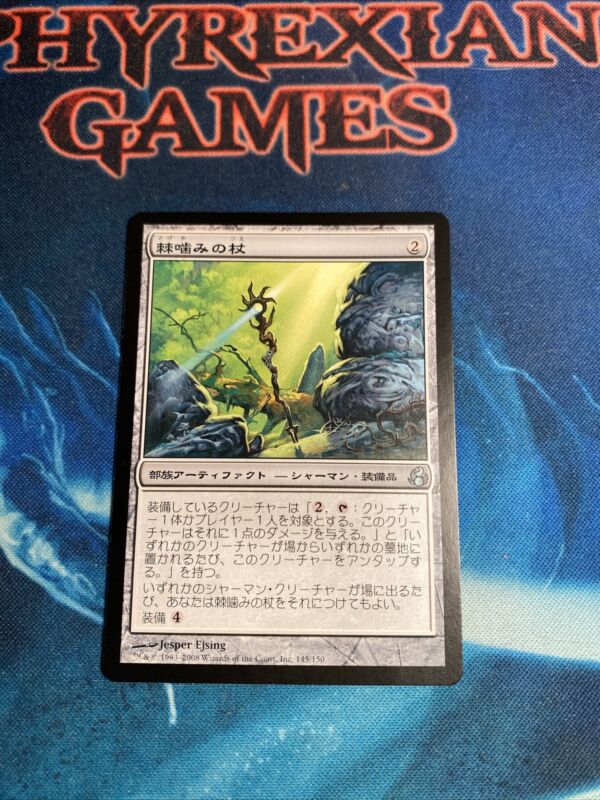 PHYREXIAN
GAMES
とげか つえ
棘噛みの杖 2
部族アーティファクト ―シャーマン・装備品
装備しているクリーチャーは「2, :クリーチャ
ー1体かプレイヤー1人を対象とする。このクリー
チャーはそれに1点のダメージを与える。」と「い
ずれかのクリーチャーが場からいずれかの墓地に
置かれるたび、このクリーチャーをアンタップす
る。」を持つ。
いずれかのシャーマン・クリーチャーが場に出るた
び、あなたは棘噛みの杖をそれにつけてもよい。
装備 4
Jesper Ejsing
™ & © 1993–2008 Wizards of the Coast, Inc. 145/150